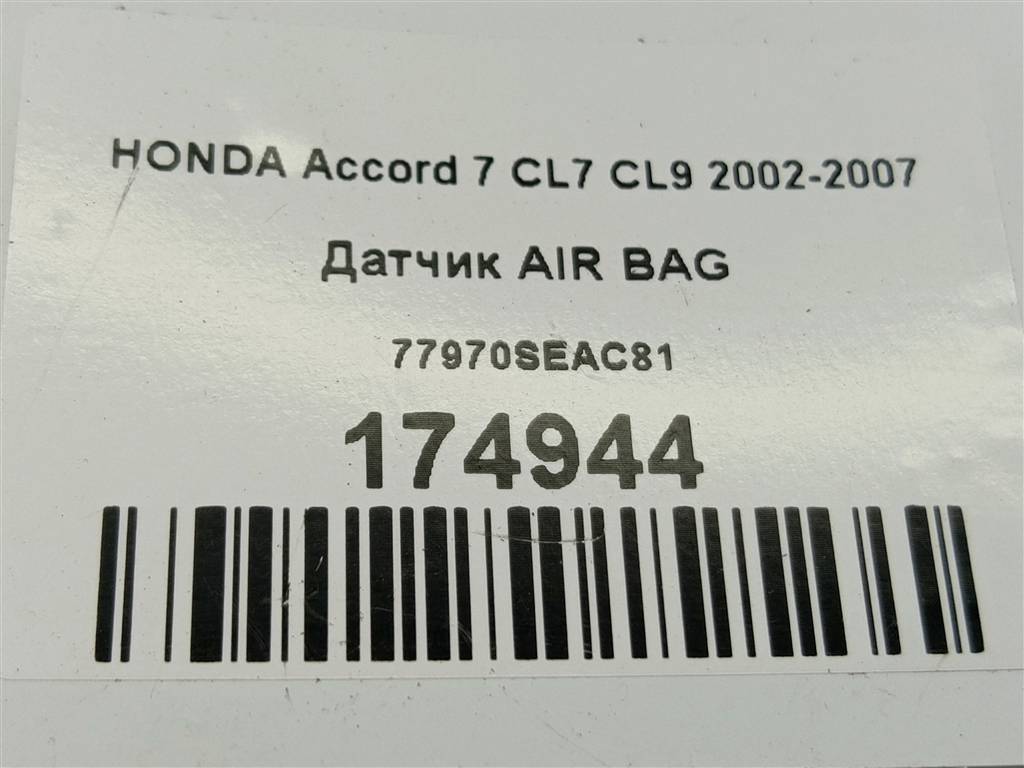 HONDA Accord 7 CL7 CL9 2002-2007
Датчик AIR BAG
77970SEAC81
174944